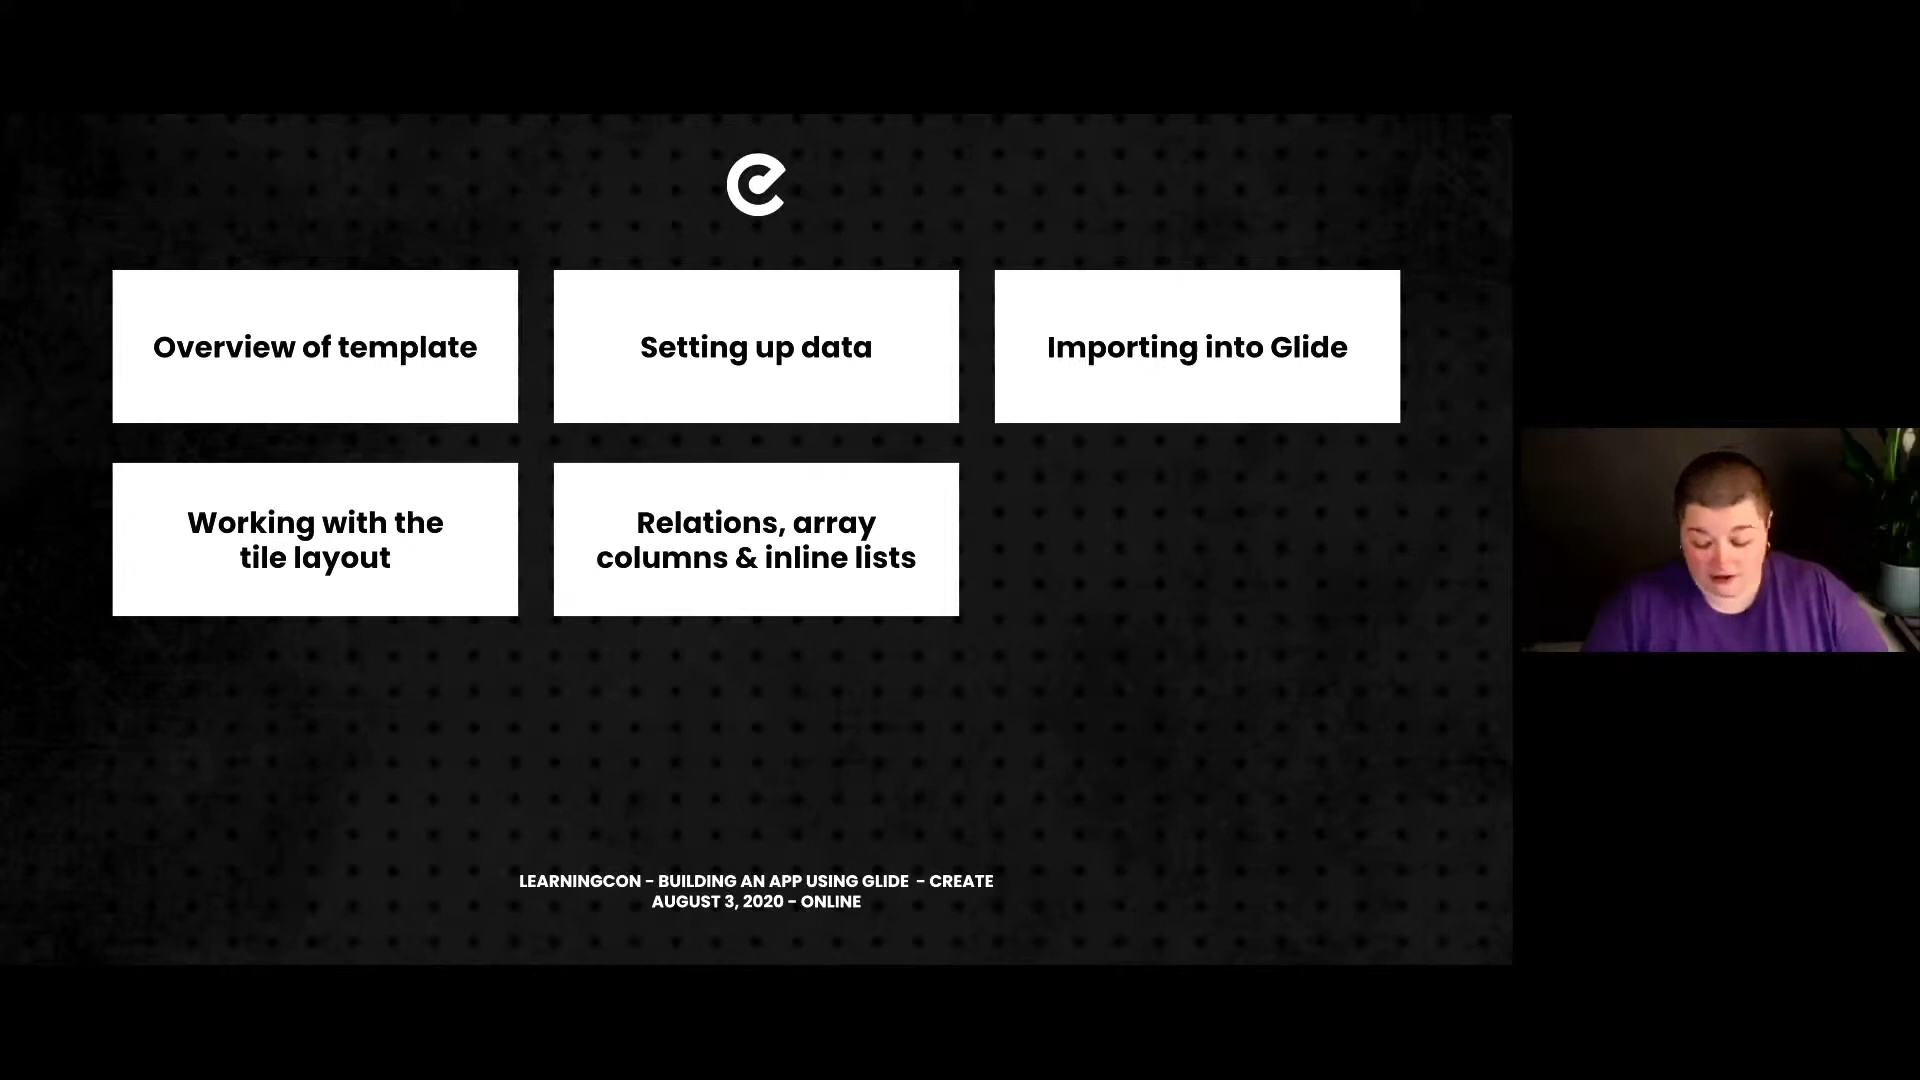 Overview of template
Setting up data
Importing into Glide
Working with the
tile layout
Relations, array
columns & inline lists
LEARNINGCON - BUILDING AN APP USING GLIDE - CREATE
AUGUST 3, 2020 - ONLINE